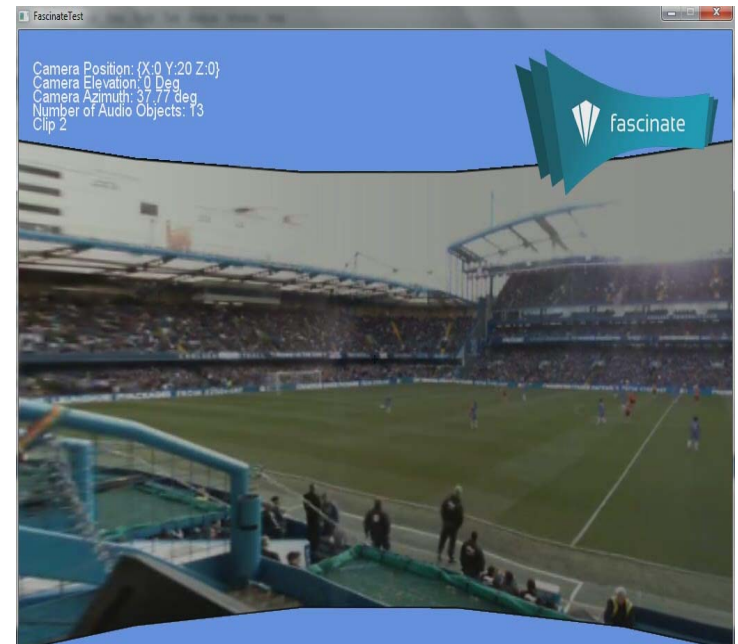 FascinateTest
Camera Position: {X:0 Y:20 Z:0}
Camera Elevation: 0 Deg
Camera Azimuth: 37.77 deg
Number of Audio Objects: 13
Clip 2
fascinate